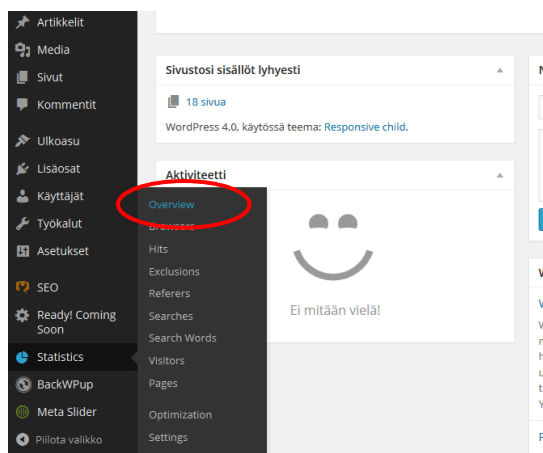 Artikkelit
Media
Sivut
Kommentit
Ulkoasu
Lisäosat
Käyttäjät
Työkalut
Asetukset
SEO
Ready! Coming
Soon
Statistics
BackWPup
Meta Slider
Piilota valikko
Overview
Browsers
Hits
Exclusions
Referers
Searches
Search Words
Visitors
Pages
Optimization
Settings
Sivustosi sisällöt lyhyesti
18 sivua
WordPress 4.0, käytössä teema: Responsive child.
Aktiviteetti
Ei mitään vielä!